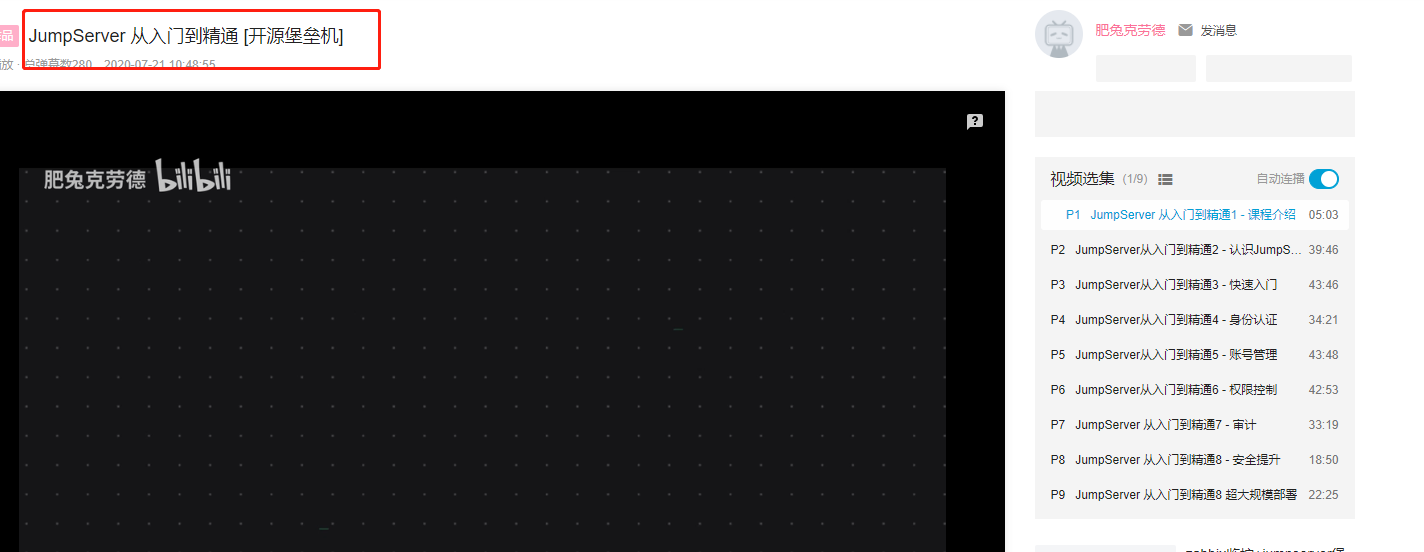 品 JumpServer 从入门到精通 [开源堡垒机]
放 · 总弹幕数280 2020-07-21 10:48:55
肥兔克劳德 bilibili
肥兔克劳德 发消息
视频选集 (1/9) 自动连播
P1 JumpServer 从入门到精通1 - 课程介绍 05:03
P2 JumpServer从入门到精通2 - 认识JumpS... 39:46
P3 JumpServer从入门到精通3 - 快速入门 43:46
P4 JumpServer从入门到精通4 - 身份认证 34:21
P5 JumpServer从入门到精通5 - 账号管理 43:48
P6 JumpServer从入门到精通6 - 权限控制 42:53
P7 JumpServer 从入门到精通7 - 审计 33:19
P8 JumpServer 从入门到精通8 - 安全提升 18:50
P9 JumpServer 从入门到精通8 超大规模部署 22:25